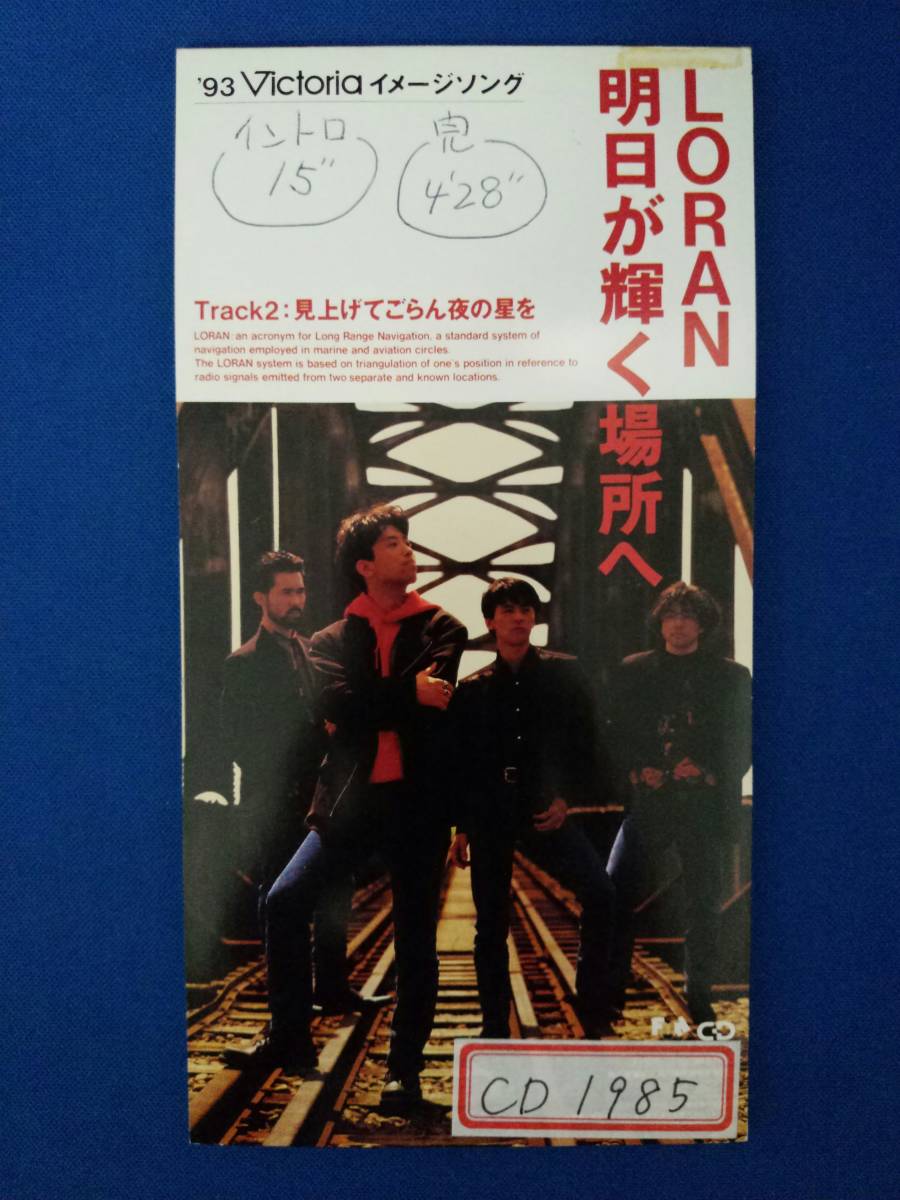 '93 Victoria イメージソング
イントロ
15"
完
4'28"
LORAN
明日が輝く場所へ
Track2:見上げてごらん夜の星を
LORAN: an acronym for Long Range Navigation, a standard system of
navigation employed in marine and aviation circles.
The LORAN system is based on triangulation of one's position in reference to
radio signals emitted from two separate and known locations.
CD 1985